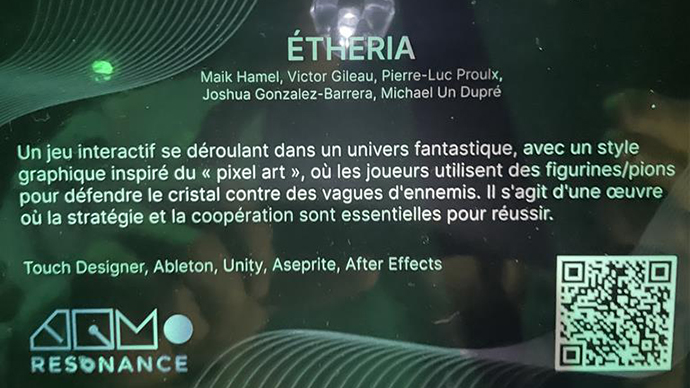 ÉTHERIA
Maik Hamel, Victor Gileau, Pierre-Luc Proulx,
Joshua Gonzalez-Barrera, Michael Un Dupré
Un jeu interactif se déroulant dans un univers fantastique, avec un style
graphique inspiré du « pixel art », où les joueurs utilisent des figurines/pions
pour défendre le cristal contre des vagues d'ennemis. Il s'agit d'une œuvre
où la stratégie et la coopération sont essentielles pour réussir.
Touch Designer, Ableton, Unity, Aseprite, After Effects
RESONANCE